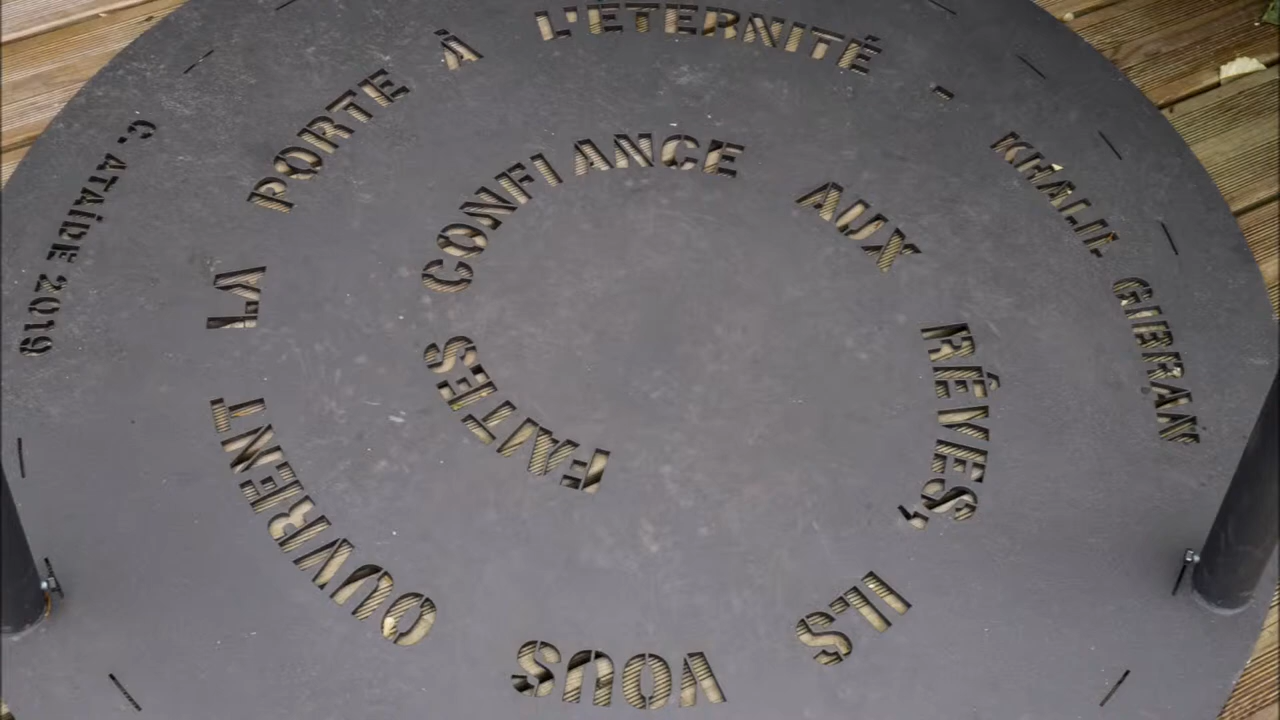 FAITES CONFIANCE AUX RÊVES, ILS VOUS OUVRENT LA PORTE À L'ÉTERNITÉ - KHALIL GIBRAN
C. ATAÍDE 2019